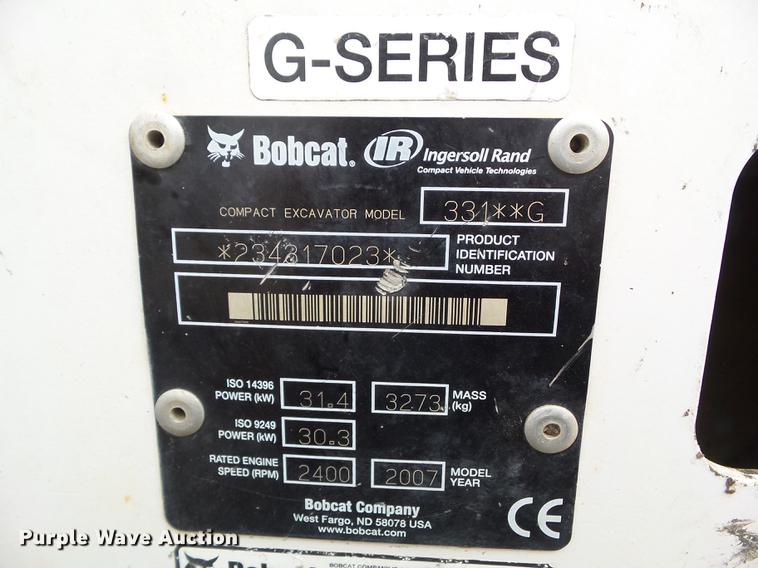 G-SERIES
Bobcat® IR Ingersoll Rand
Compact Vehicle Technologies
COMPACT EXCAVATOR MODEL 331**G
*234317023* PRODUCT
IDENTIFICATION
NUMBER
ISO 14396
POWER (kW) 31.4 3273 MASS
(kg)
ISO 9249
POWER (kW) 30.3
RATED ENGINE
SPEED (RPM) 2400 2007 MODEL
YEAR
Bobcat Company
West Fargo, ND 58078 USA
www.bobcat.com
CE
Purple Wave Auction